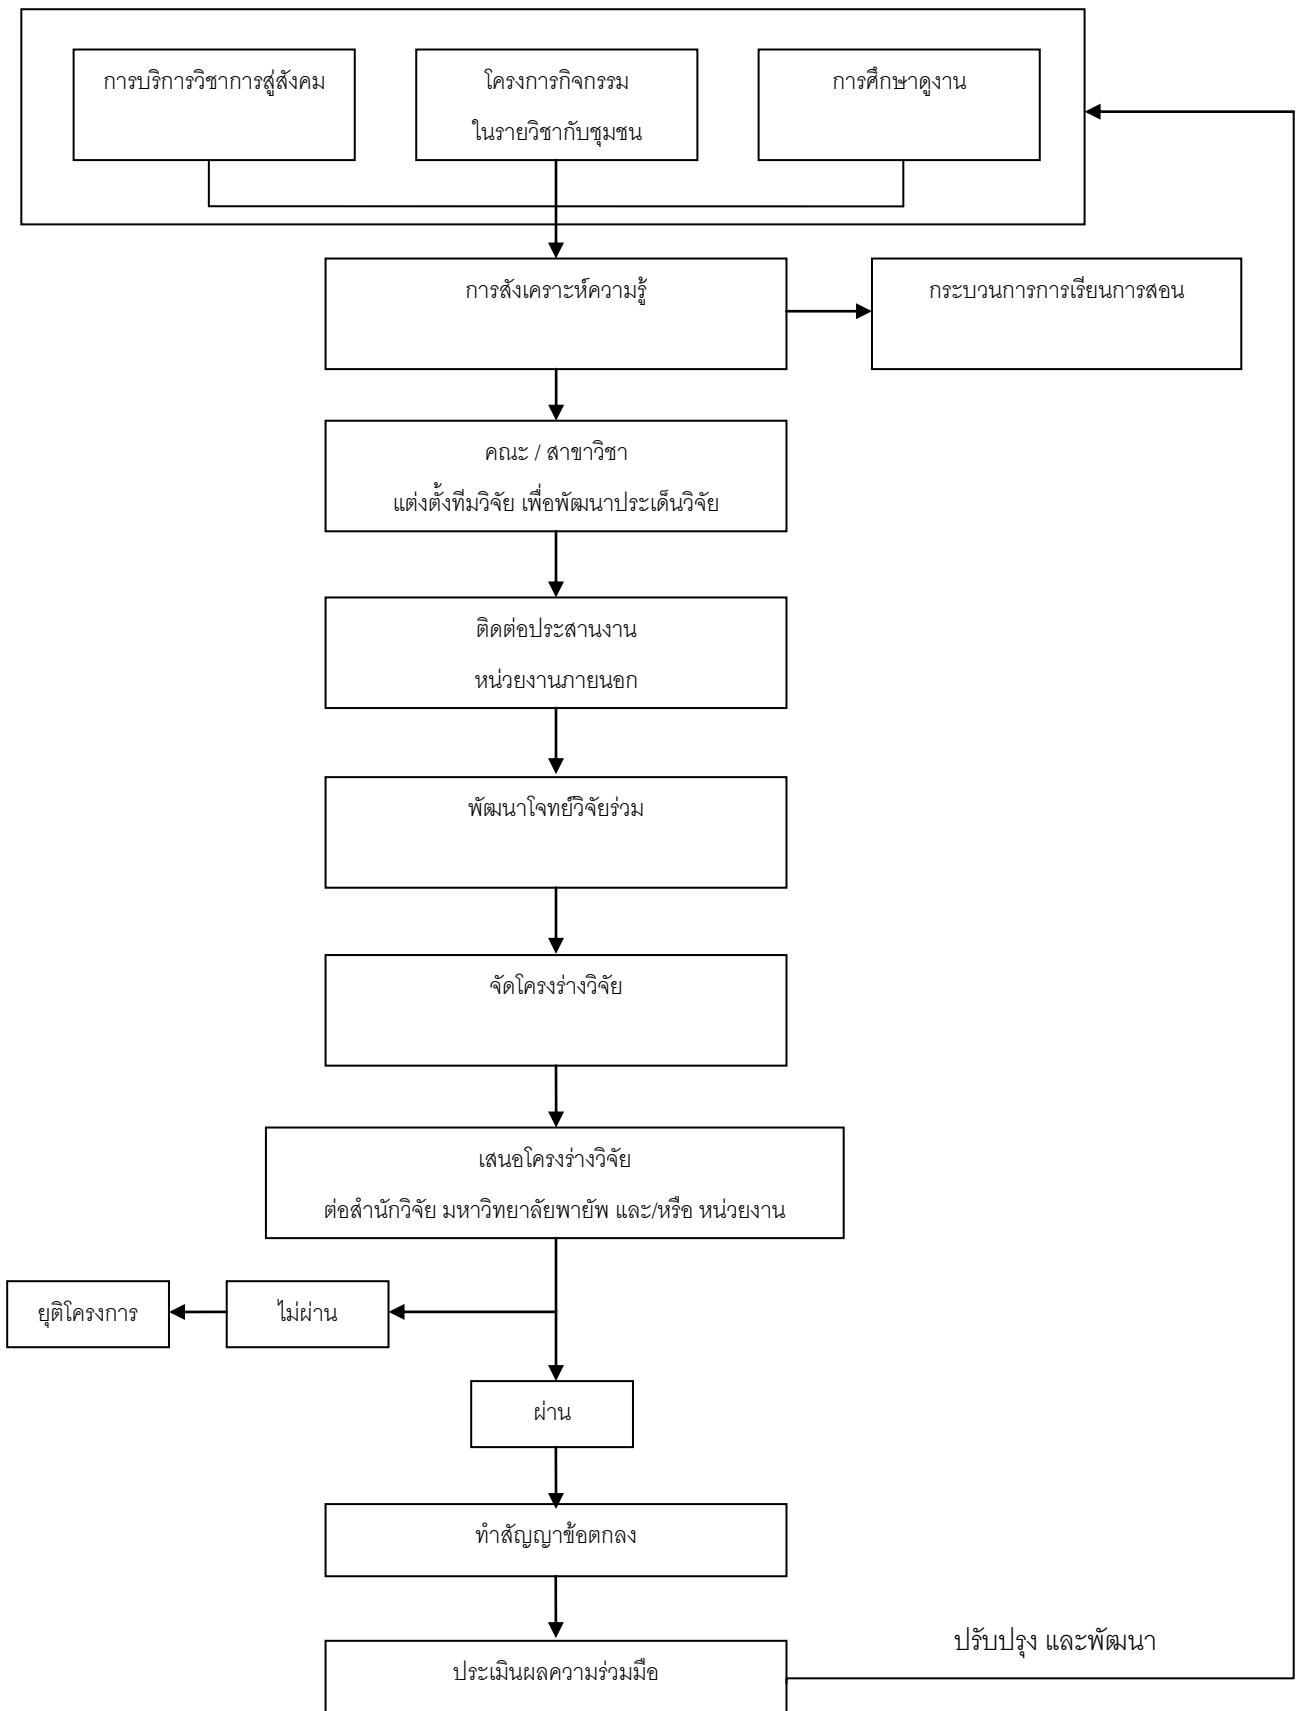 การบริการวิชาการสู่สังคม
โครงการกิจกรรม
ในรายวิชากับชุมชน
การศึกษาดูงาน
การสังเคราะห์ความรู้
กระบวนการการเรียนการสอน
คณะ / สาขาวิชา
แต่งตั้งทีมวิจัย เพื่อพัฒนาประเด็นวิจัย
ติดต่อประสานงาน
หน่วยงานภายนอก
พัฒนาโจทย์วิจัยร่วม
จัดโครงร่างวิจัย
เสนอโครงร่างวิจัย
ต่อสำนักวิจัย มหาวิทยาลัยพายัพ และ/หรือ หน่วยงาน
ยุติโครงการ
ไม่ผ่าน
ผ่าน
ทำสัญญาข้อตกลง
ปรับปรุง และพัฒนา
ประเมินผลความร่วมมือ